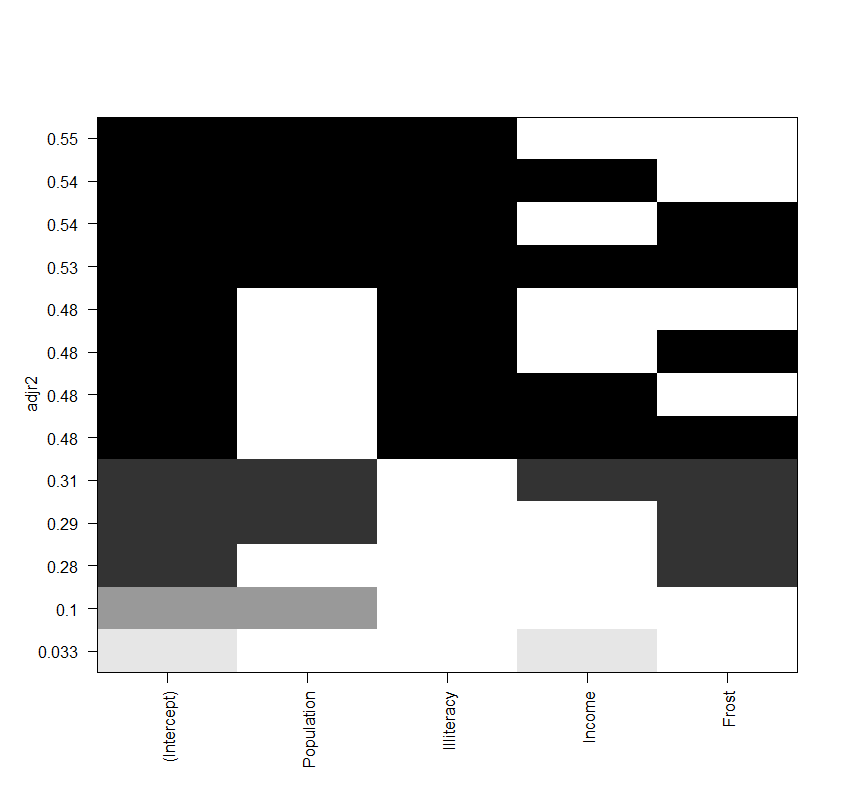 0.55
0.54
0.54
0.53
0.48
0.48
0.48
0.48
0.31
0.29
0.28
0.1
0.033
adjr2
(Intercept)
Population
Illiteracy
Income
Frost